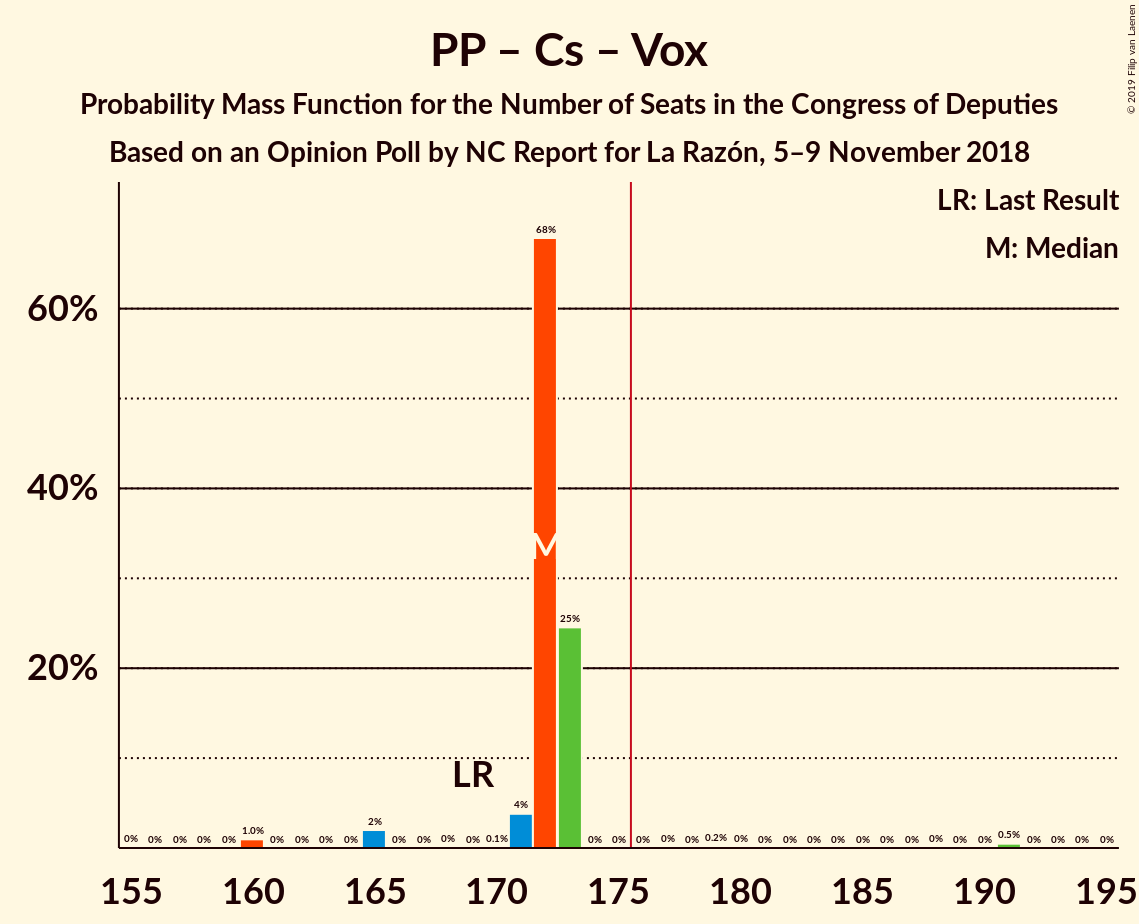 PP – Cs – Vox
Probability Mass Function for the Number of Seats in the Congress of Deputies
Based on an Opinion Poll by NC Report for La Razón, 5–9 November 2018
© 2019 Filip van Laenen
LR: Last Result
M: Median
68%
60%
40%
M
25%
20%
LR
0% 0% 0% 0% 0% 1.0% 0% 0% 0% 0% 2% 0% 0% 0% 0% 0.1% 4% 0% 0% 0% 0% 0% 0.2% 0% 0% 0% 0% 0% 0% 0% 0% 0% 0% 0.5% 0% 0% 0% 0%
155 160 165 170 175 180 185 190 195